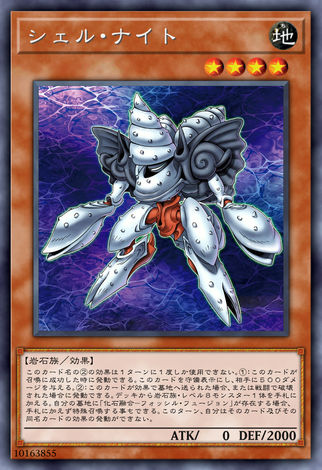 シェル・ナイト
地
【岩石族／効果】
このカード名の②の効果は１ターンに１度しか使用できない。①：このカードが
召喚に成功した時に発動できる。このカードを守備表示にし、相手に５００ダメ
ージを与える。②：このカードが効果で墓地へ送られた場合、または戦闘で破壊
された場合に発動できる。デッキから岩石族・レベル８モンスター１体を手札に
加える。自分の墓地に「化石融合－フォッシル・フュージョン」が存在する場合、
手札に加えず特殊召喚する事もできる。このターン、自分はそのカード及びその
同名カードの効果を発動できない。
ATK/ 0 DEF/2000
10163855